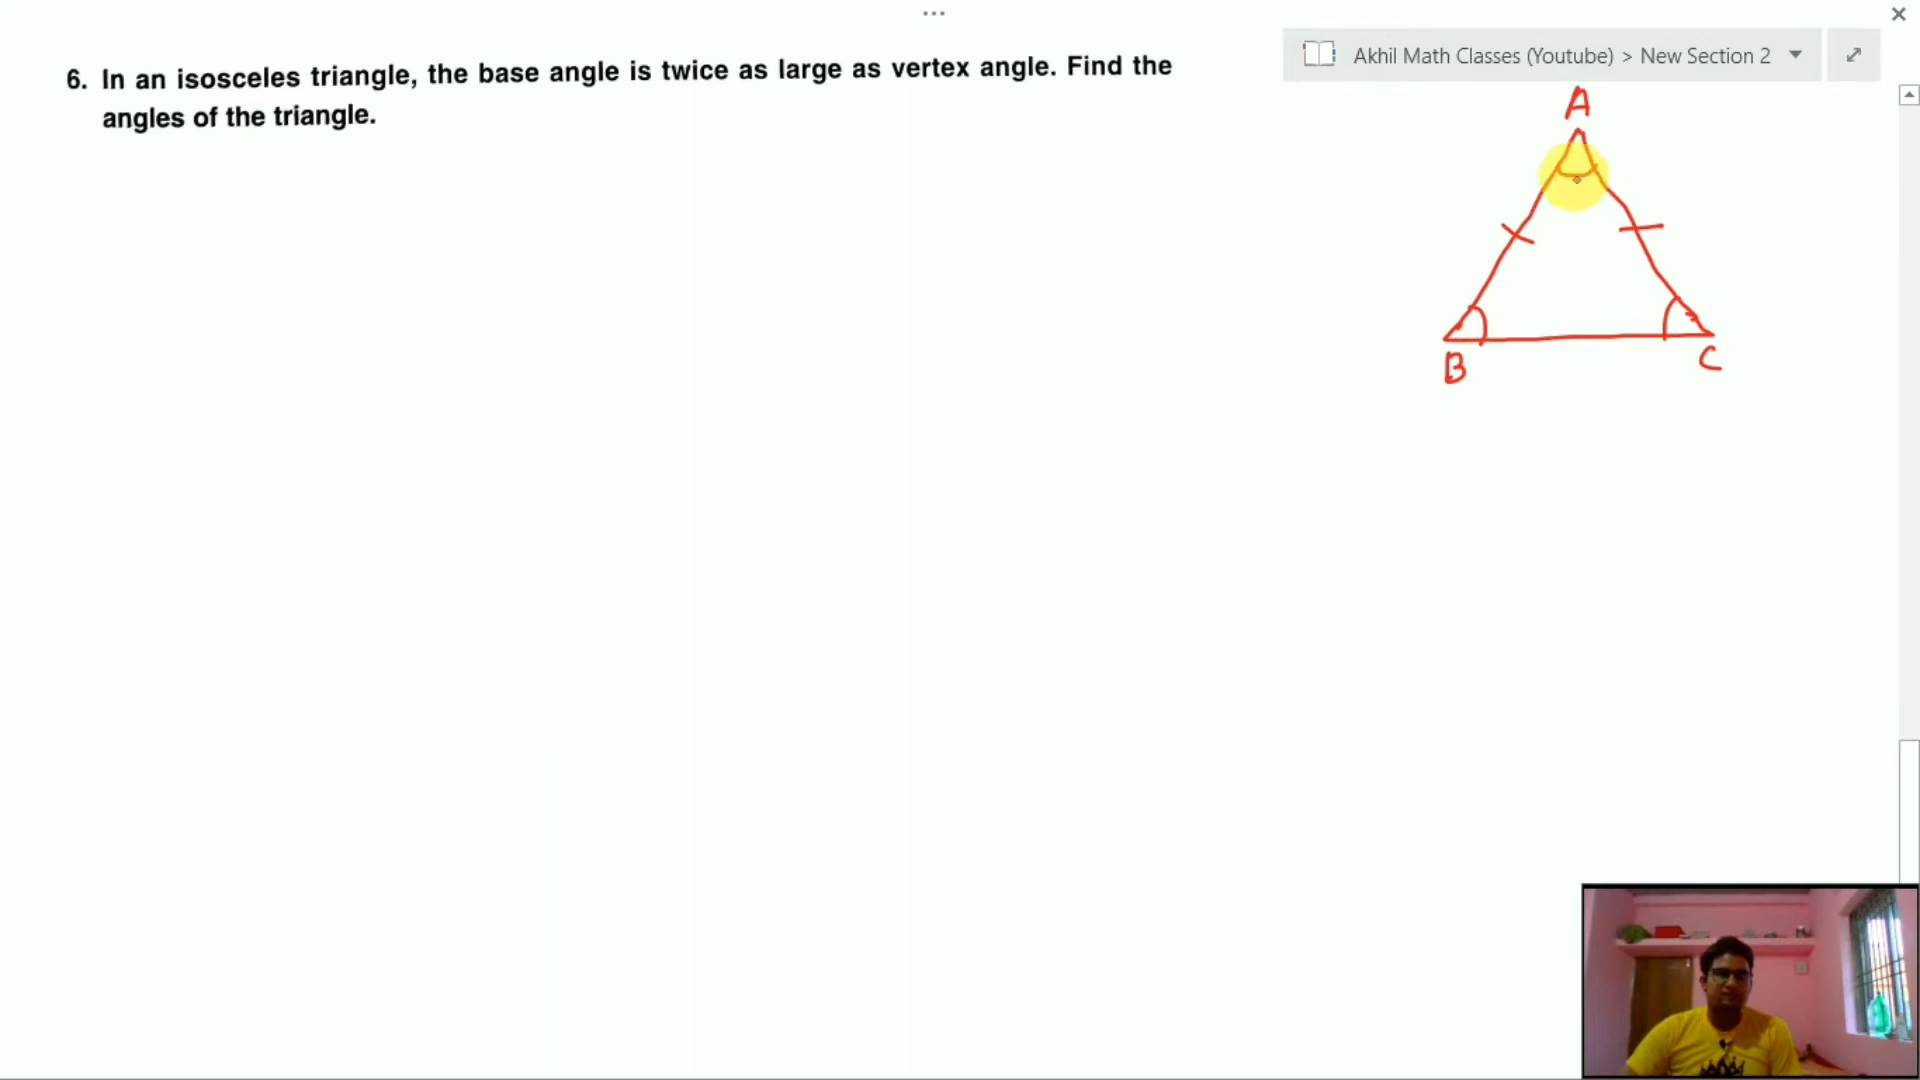 6. In an isosceles triangle, the base angle is twice as large as vertex angle. Find the
angles of the triangle.
Akhil Math Classes (Youtube) > New Section 2
A
B
C